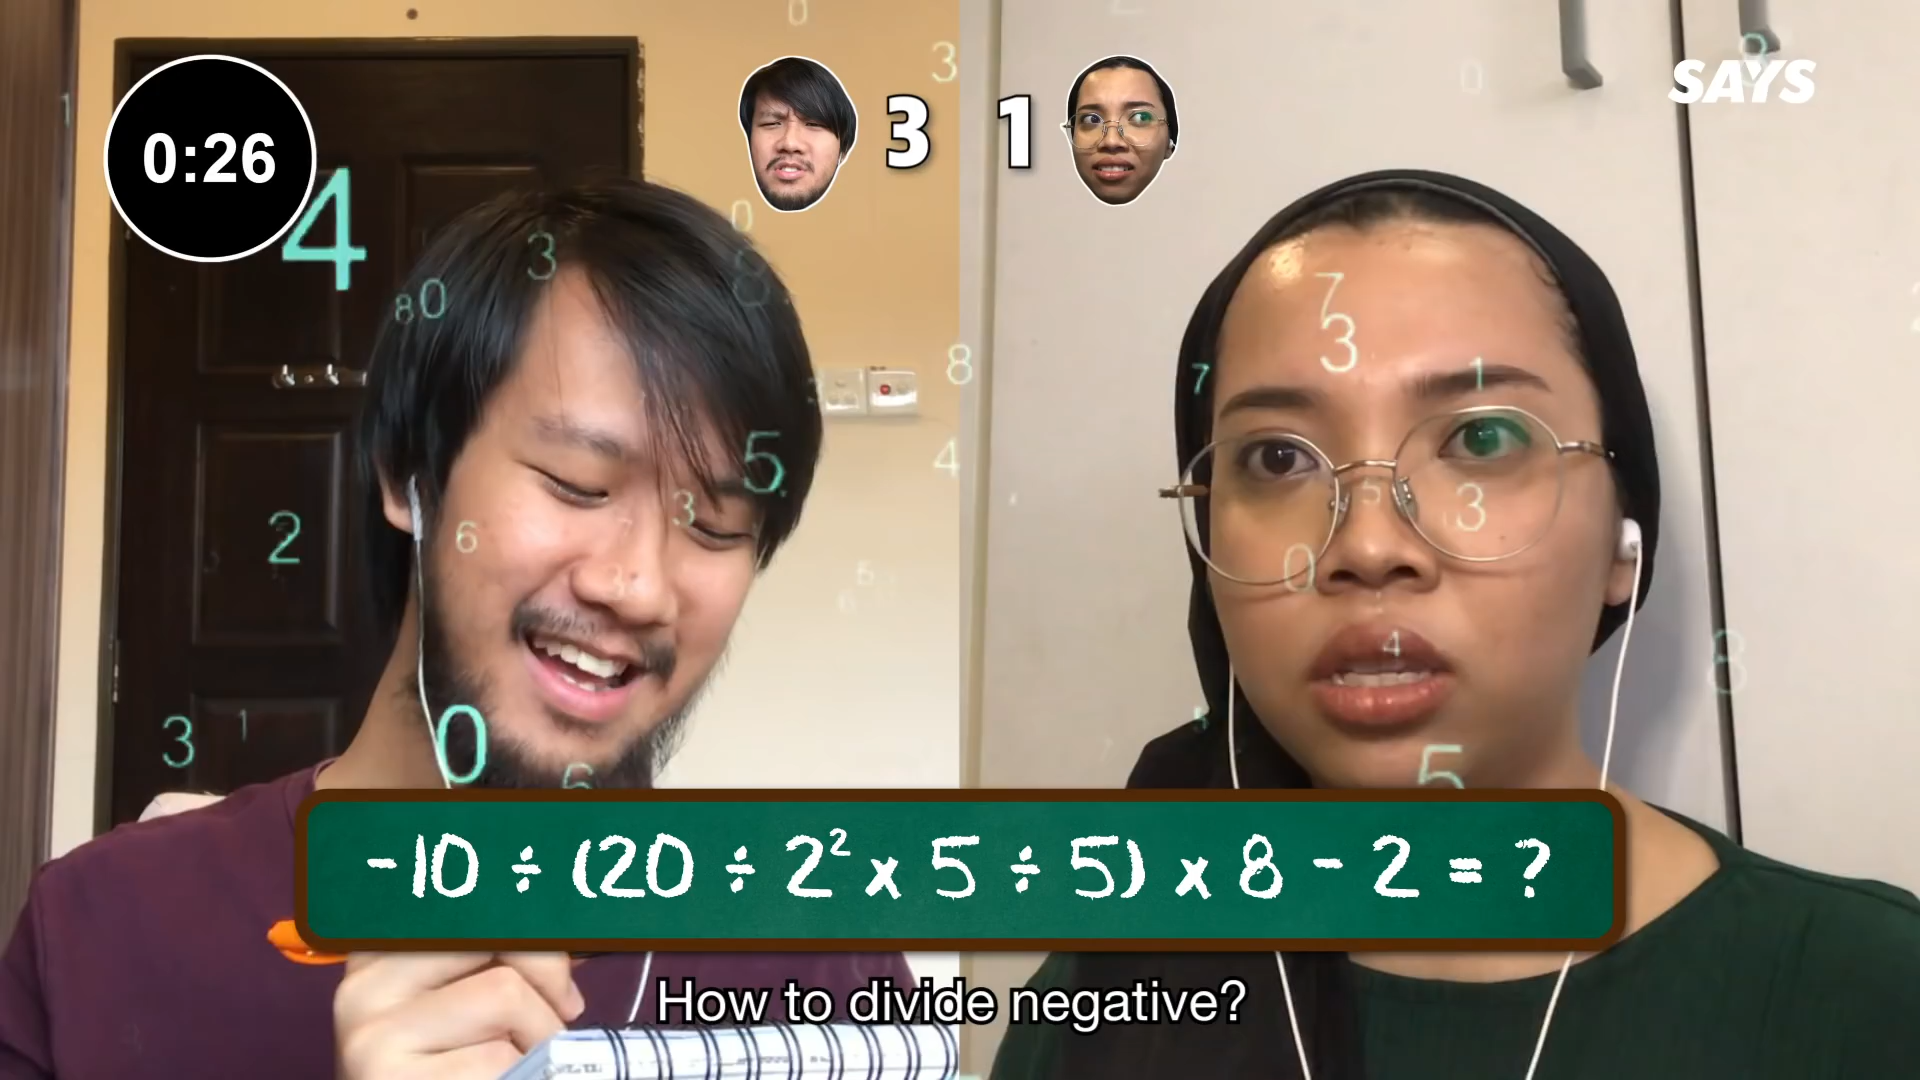 0:26
3 1
SAYS
-10 ÷ (20 ÷ 2² x 5 ÷ 5) x 8 - 2 = ?
How to divide negative?